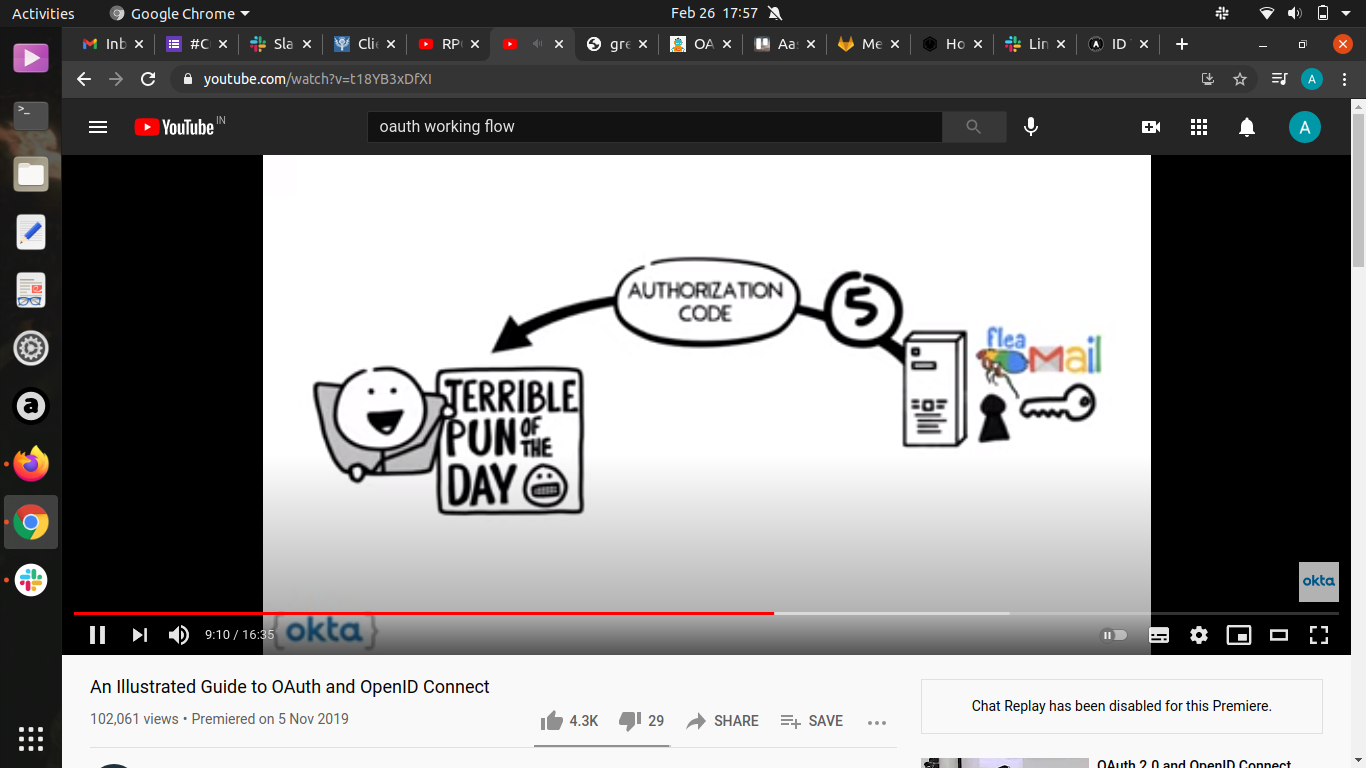 Activities
Google Chrome
Feb 26 17:57
Inb
#C
Sla
Clie
RP
gre
OA
Aa
Me
Ho
Lin
ID
youtube.com/watch?v=t18YB3xDfXI
A
YouTube IN
oauth working flow
A
AUTHORIZATION
CODE
5
flea
Mail
TERRIBLE
PUN OF THE
DAY
okta
9:10 / 16:35
{okta}
An Illustrated Guide to OAuth and OpenID Connect
102,061 views • Premiered on 5 Nov 2019
4.3K
29
SHARE
SAVE
Chat Replay has been disabled for this Premiere.
OAuth 2.0 and OpenID Connect